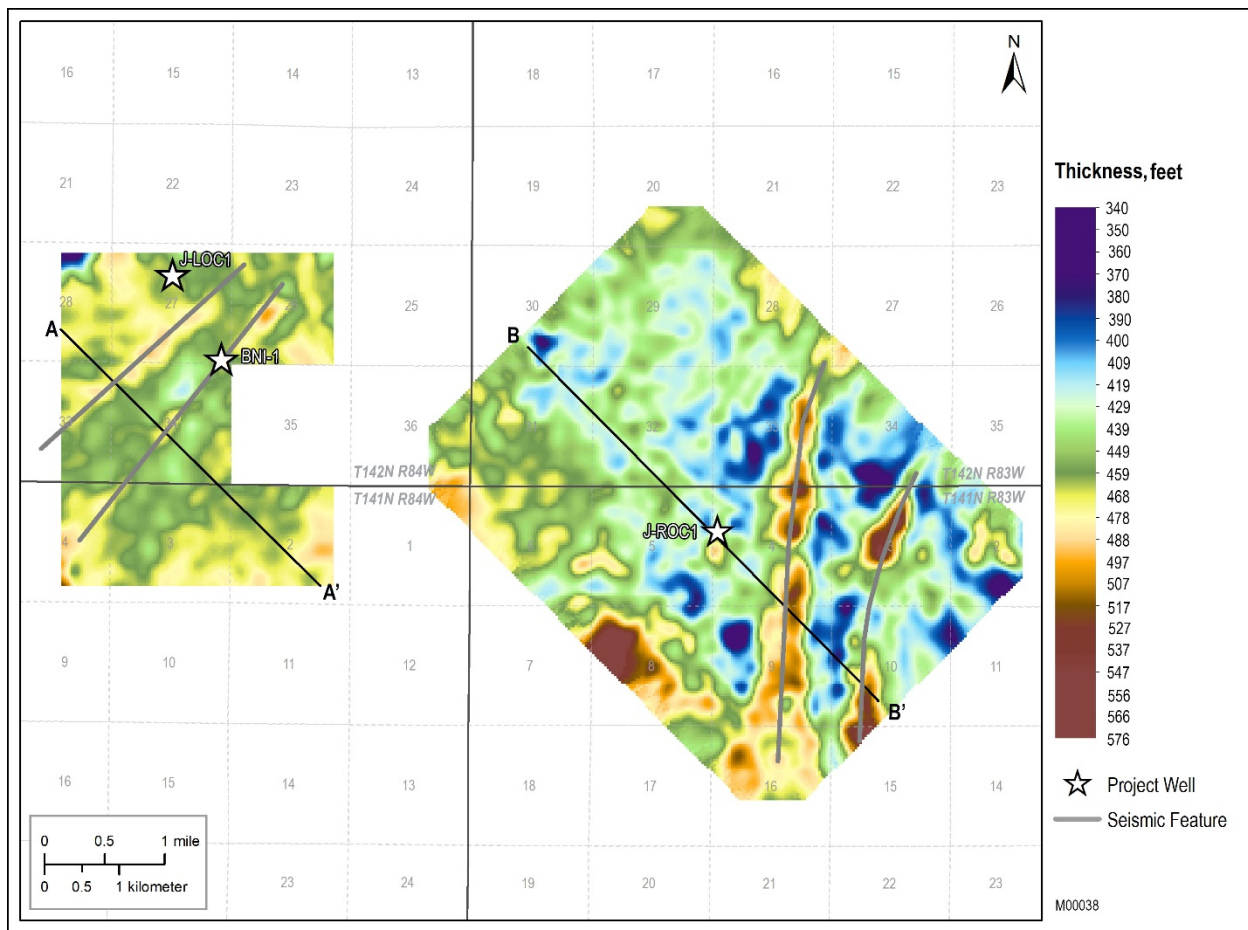 N
16 15 14 13 18 17 16 15
21 22 23 24 19 20 21 22 23
J-LOC1
28 27 25 30 29 28 27
A
B
BNI-1
33 35 36 31 32 34 35
T142N R84W T142N R83W
T141N R84W T141N R83W
J-ROC1
4 3 2 1 5 4
A'
9 10 11 12 7 8 9 10 11
B'
16 15 14 13 18 17 16 15 14
23 24 19 20 21 22 23
0 0.5 1 mile
0 0.5 1 kilometer
Thickness, feet
340
350
360
370
380
390
400
409
419
429
439
449
459
468
478
488
497
507
517
527
537
547
556
566
576
Project Well
Seismic Feature
M00038